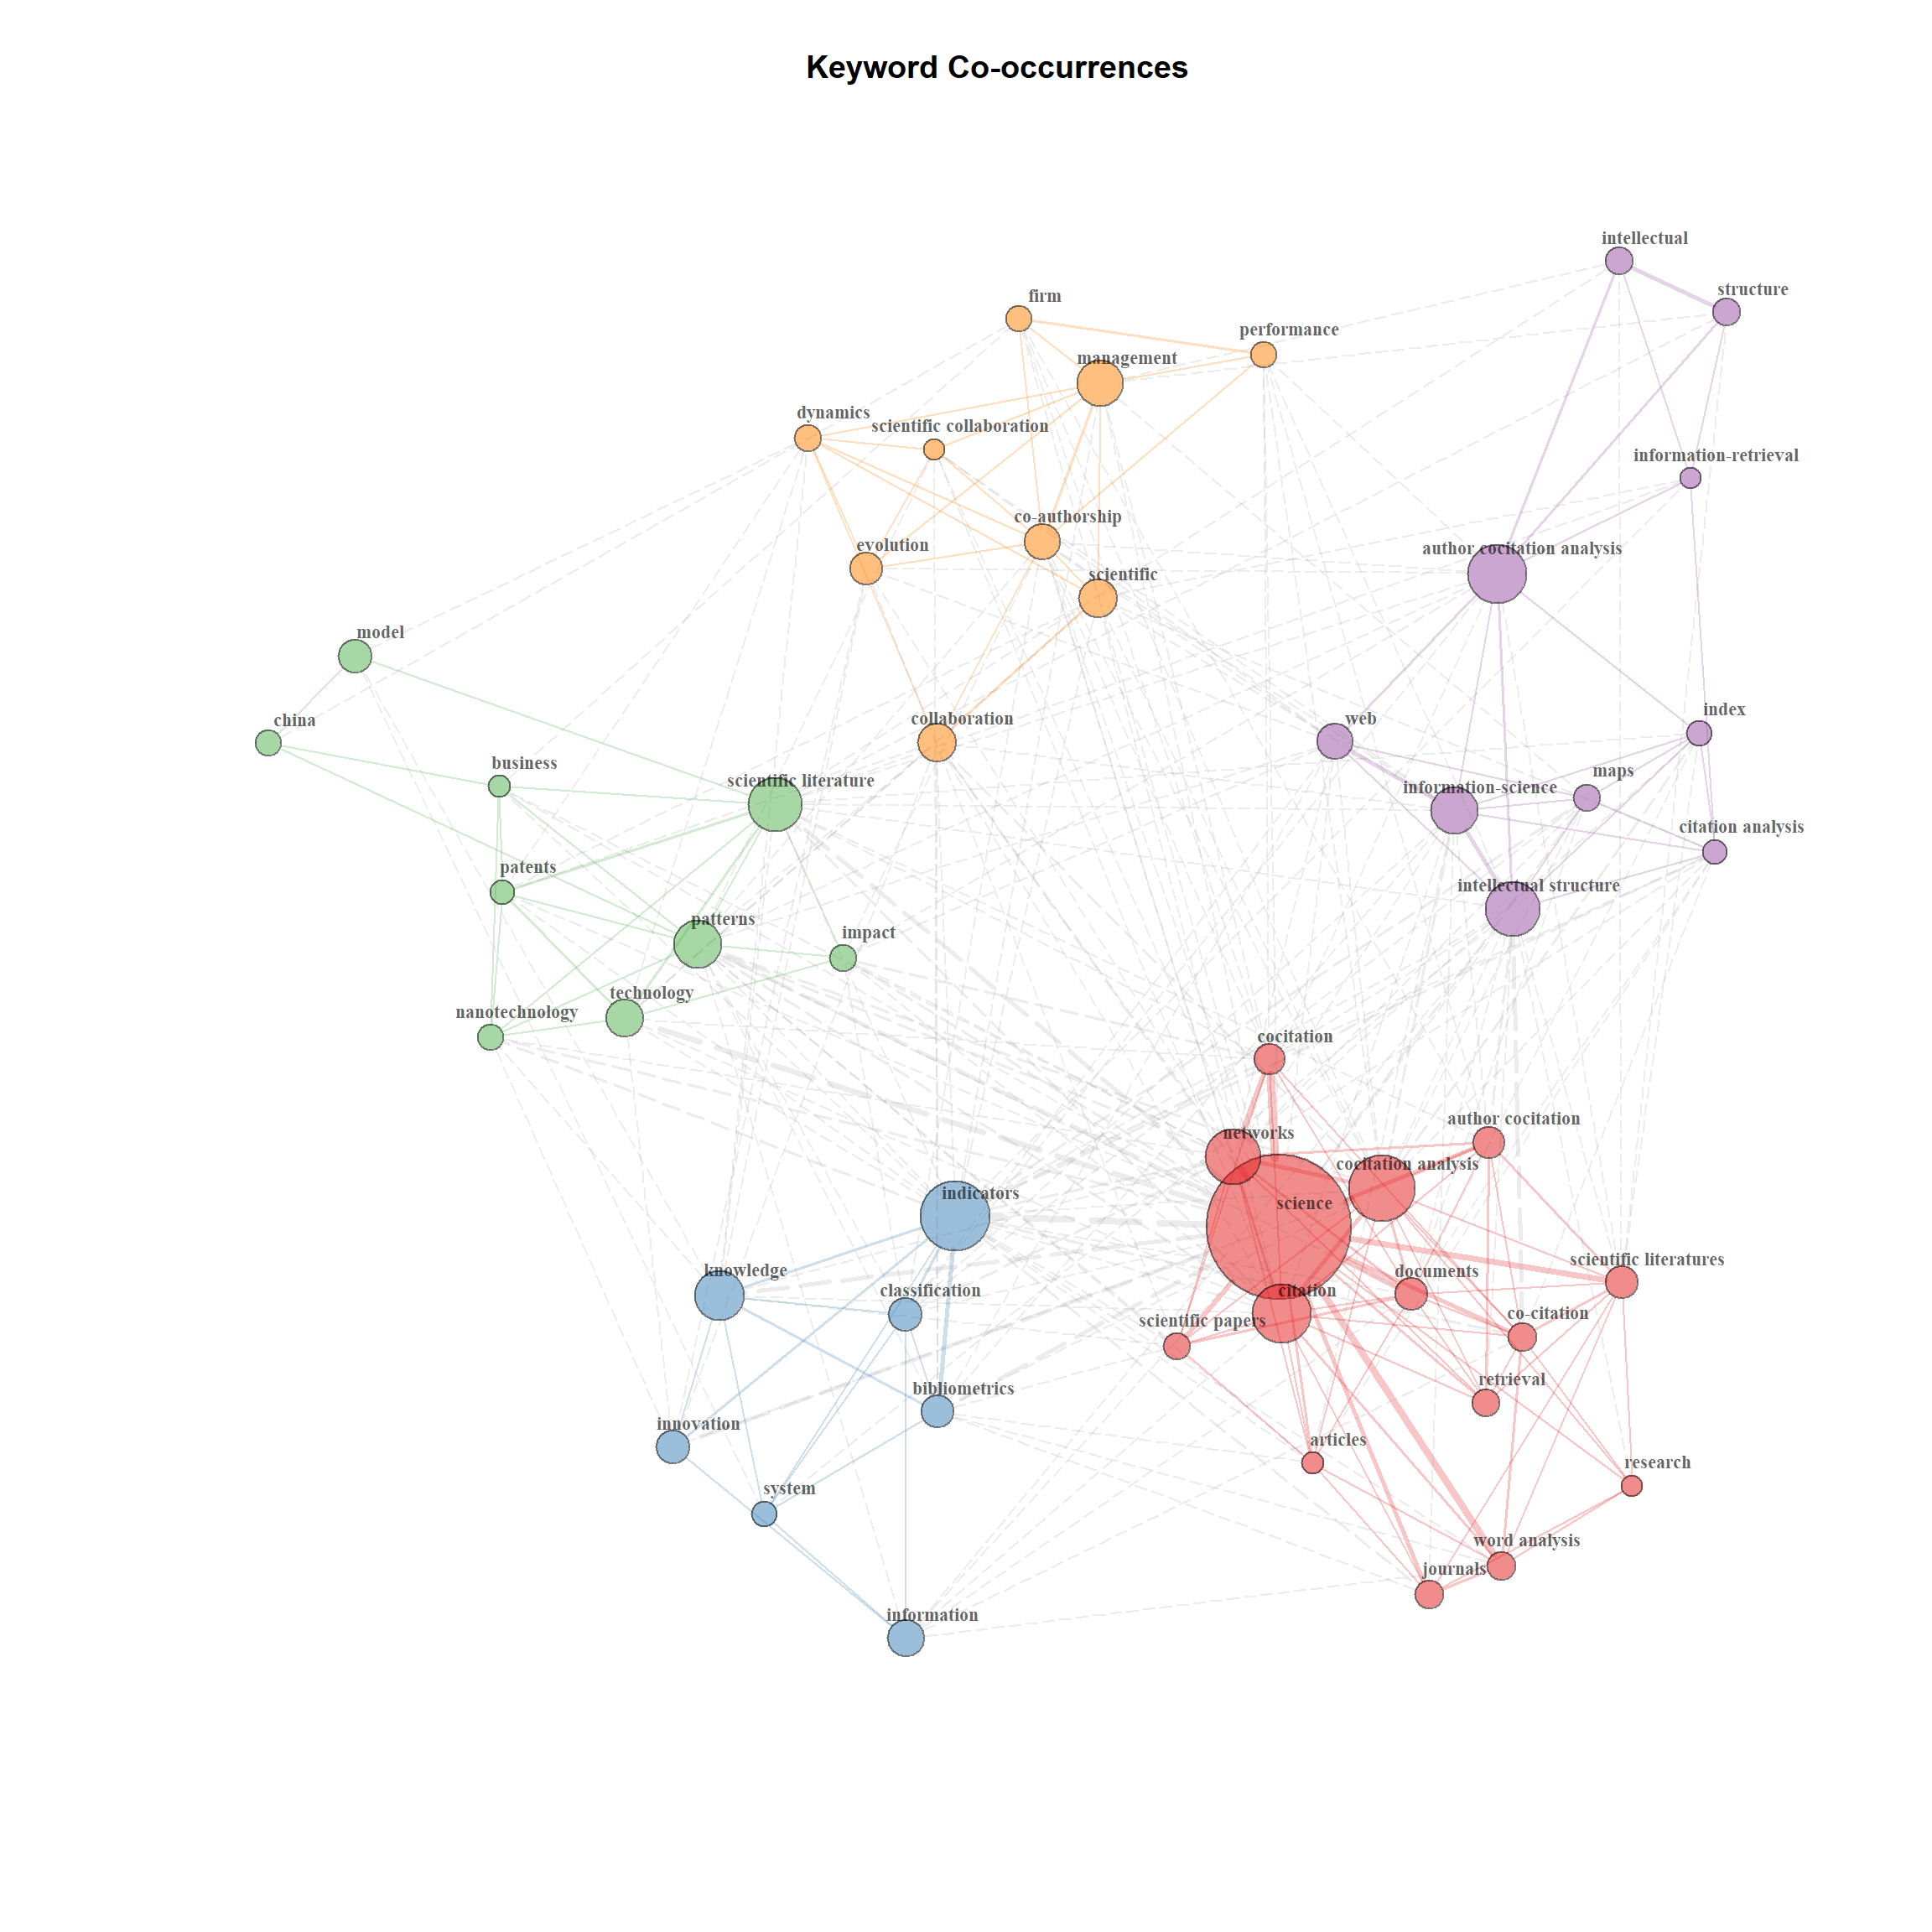 Keyword Co-occurrences
intellectual
structure
firm
performance
management
dynamics
scientific collaboration
information-retrieval
co-authorship
evolution
author cocitation analysis
scientific
model
china
collaboration
web
index
business
scientific literature
maps
information-science
citation analysis
patents
intellectual structure
patterns
impact
technology
nanotechnology
cocitation
author cocitation
networks
cocitation analysis
indicators
science
scientific literatures
knowledge
documents
classification
citation
co-citation
scientific papers
retrieval
bibliometrics
innovation
articles
research
system
word analysis
journals
information